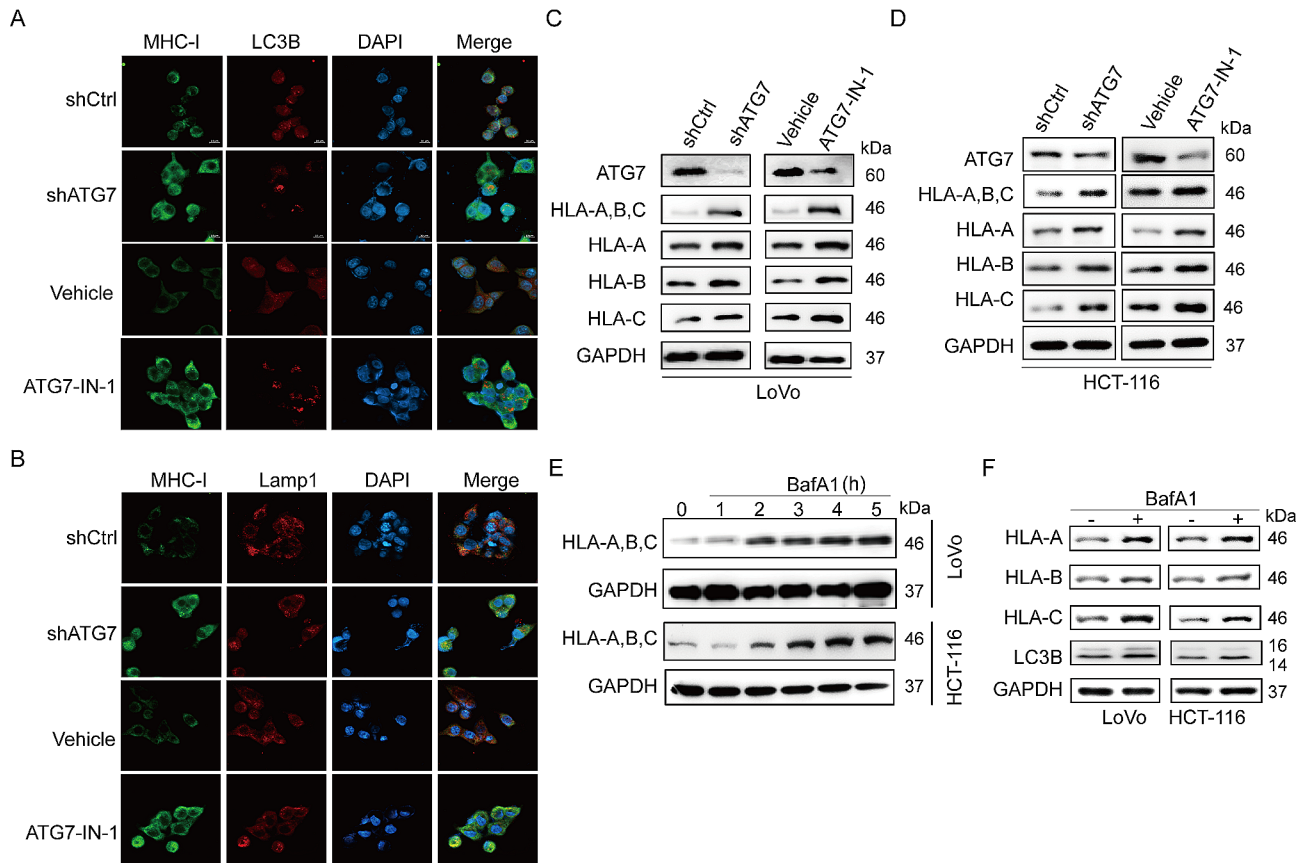 A
MHC-I LC3B DAPI Merge
shCtrl
shATG7
Vehicle
ATG7-IN-1
B
MHC-I Lamp1 DAPI Merge
shCtrl
shATG7
Vehicle
ATG7-IN-1
C
shCtrl shATG7 Vehicle ATG7-IN-1
kDa
ATG7 60
HLA-A,B,C 46
HLA-A 46
HLA-B 46
HLA-C 46
GAPDH 37
LoVo
D
shCtrl shATG7 Vehicle ATG7-IN-1
kDa
ATG7 60
HLA-A,B,C 46
HLA-A 46
HLA-B 46
HLA-C 46
GAPDH 37
HCT-116
E
BafA1 (h)
0 1 2 3 4 5 kDa
HLA-A,B,C 46
GAPDH 37
LoVo
HLA-A,B,C 46
GAPDH 37
HCT-116
F
BafA1
- + - + kDa
HLA-A 46
HLA-B 46
HLA-C 46
LC3B 16
14
GAPDH 37
LoVo HCT-116